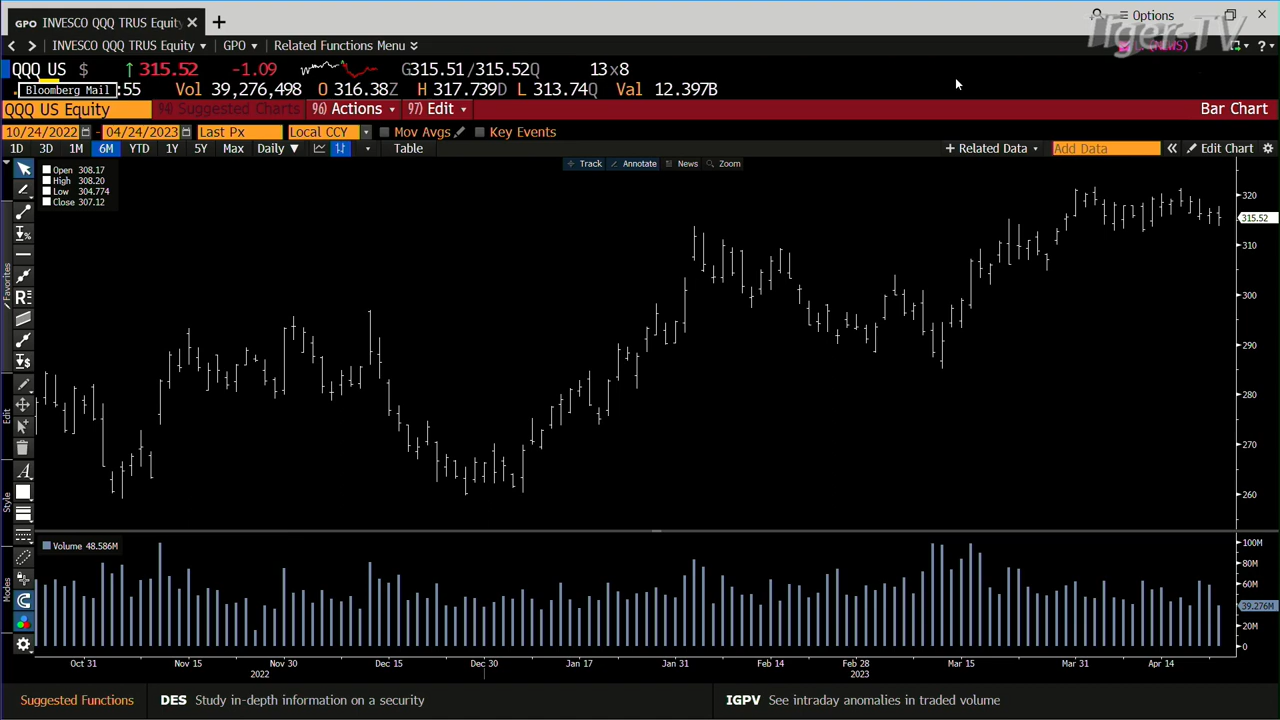 GPO INVESCO QQQ TRUS Equity × +
Options
Tiger-TV
INVESCO QQQ TRUS Equity GPO Related Functions Menu
(NEWS) ?
QQQ US $ ↑ 315.52 -1.09 G315.51/315.52Q 13x8
Bloomberg Mail :55 Vol 39,276,498 O 316.38Z H 317.739D L 313.74Q Val 12.397B
QQQ US Equity 94) Suggested Charts 96) Actions 97) Edit Bar Chart
10/24/2022 - 04/24/2023 Last Px Local CCY Mov Avgs Key Events
1D 3D 1M 6M YTD 1Y 5Y Max Daily ▼ Table + Related Data Add Data « Edit Chart
Track Annotate News Zoom
Open 308.17
High 308.20
Low 304.774
Close 307.12
320
315.52
310
300
290
280
270
260
Favorites
Edit
Style
Modes
Volume 48.586M
100M
80M
60M
39.276M
20M
0
Oct 31 Nov 15 Nov 30 Dec 15 Dec 30 Jan 17 Jan 31 Feb 14 Feb 28 Mar 15 Mar 31 Apr 14
2022 2023
Suggested Functions DES Study in-depth information on a security IGPV See intraday anomalies in traded volume